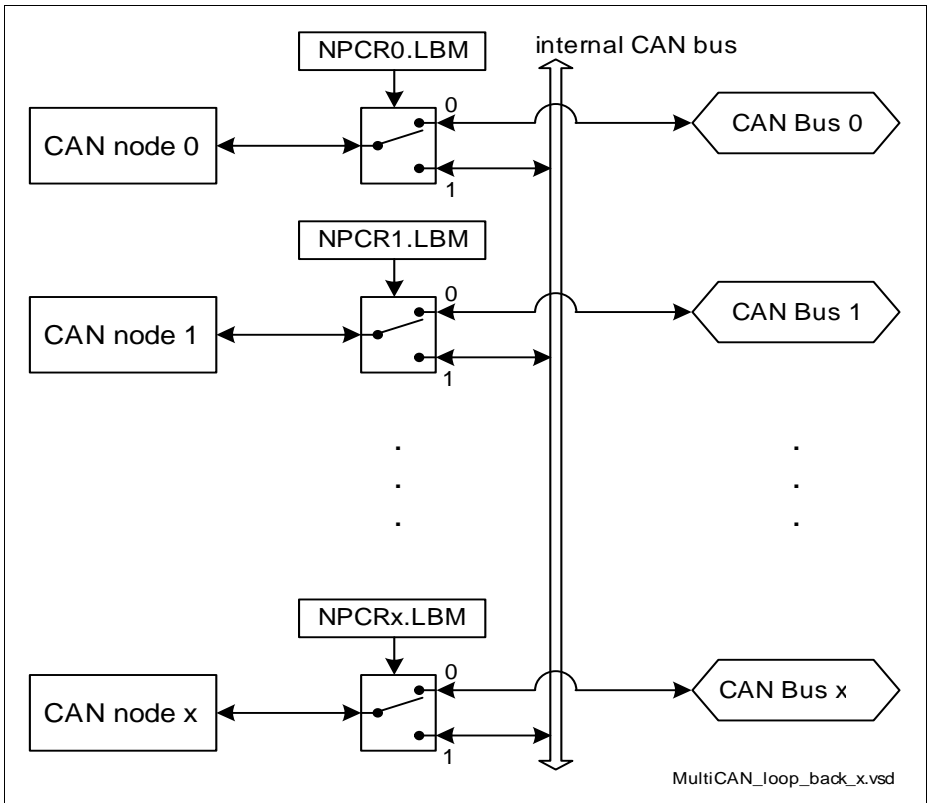 NPCR0.LBM
internal CAN bus
CAN node 0
0
1
CAN Bus 0
NPCR1.LBM
CAN node 1
0
1
CAN Bus 1
NPCRx.LBM
CAN node x
0
1
CAN Bus x
MultiCAN_loop_back_x.vsd